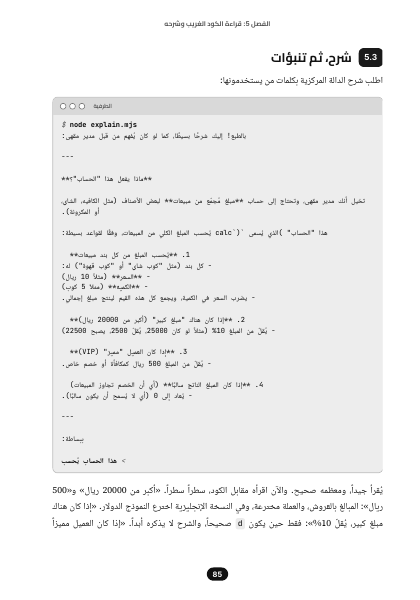 الفصل 5: قراءة الكود الغريب وشرحه
5.3 شرح، ثم تنبؤات
اطلب شرح الدالة المركزية بكلمات من يستخدمونها:
الطرفية
$ node explain.mjs
بالطبع! إليك شرحًا بسيطًا، كما لو كان يُفهم من قبل مدير مقهى:
---
**ماذا يفعل هذا "الحساب"؟**
تخيل أنك مدير مقهى، وتحتاج إلى حساب **مبلغ مُجمّع من مبيعات** لبعض الأصناف (مثل الكافيه، الشاي،
أو المكرونة).
هذا "الحساب" )الذي يُسمى `calc`( يُحسب المبلغ الكلي من المبيعات، وفقًا لقواعد بسيطة:
1. **يُحسب المبلغ من كل بند مبيعات**
- كل بند (مثل "كوب شاي" أو "كوب قهوة") له:
- **السعر** (مثلاً 10 ريال)
- **الكمية** (مثلاً 5 كوب)
- يضرب السعر في الكمية، ويجمع كل هذه القيم لينتج مبلغ إجمالي.
2. **إذا كان هناك "مبلغ كبير" (أكبر من 20000 ريال)**
- يُقلّ من المبلغ 10% (مثلاً لو كان 25000، يُقلّ 2500، يصبح 22500)
3. **إذا كان العميل "مميز" (VIP)**
- يُقلّ من المبلغ 500 ريال كمكافأة أو خصم خاص.
4. **إذا كان المبلغ الناتج سالبًا** (أي أن الخصم تجاوز المبيعات)
- يُعاد إلى 0 (أي لا يُسمح أن يكون سالبًا).
---
ببساطة:
> هذا الحساب يُحسب
يُقرأ جيداً، ومعظمه صحيح. والآن اقرأه مقابل الكود، سطراً سطراً. «أكبر من 20000 ريال» و«500
ريال»: المبالغ بالعروش، والعملة مخترعة، وفي النسخة الإنجليزية اخترع النموذج الدولار. «إذا كان هناك
مبلغ كبير، يُقلّ 10%»: فقط حين يكون d صحيحاً، والشرح لا يذكره أبداً. «إذا كان العميل مميزاً
85